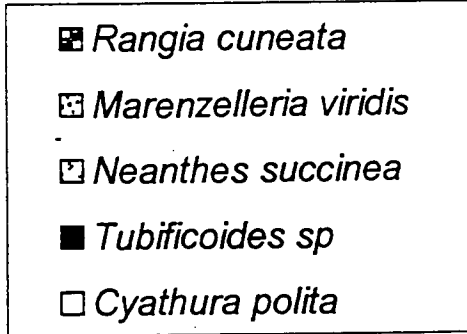 Rangia cuneata
Marenzelleria viridis
Neanthes succinea
Tubificoides sp
Cyathura polita